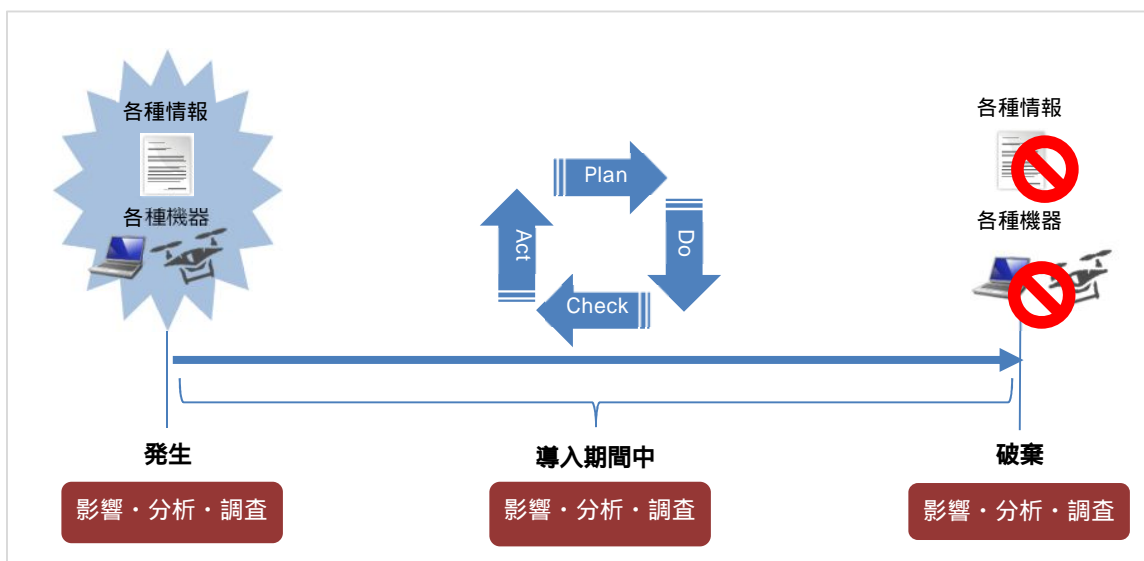 各種情報
各種機器
Plan
Do
Check
Act
各種情報
各種機器
発生
導入期間中
破棄
影響・分析・調査
影響・分析・調査
影響・分析・調査